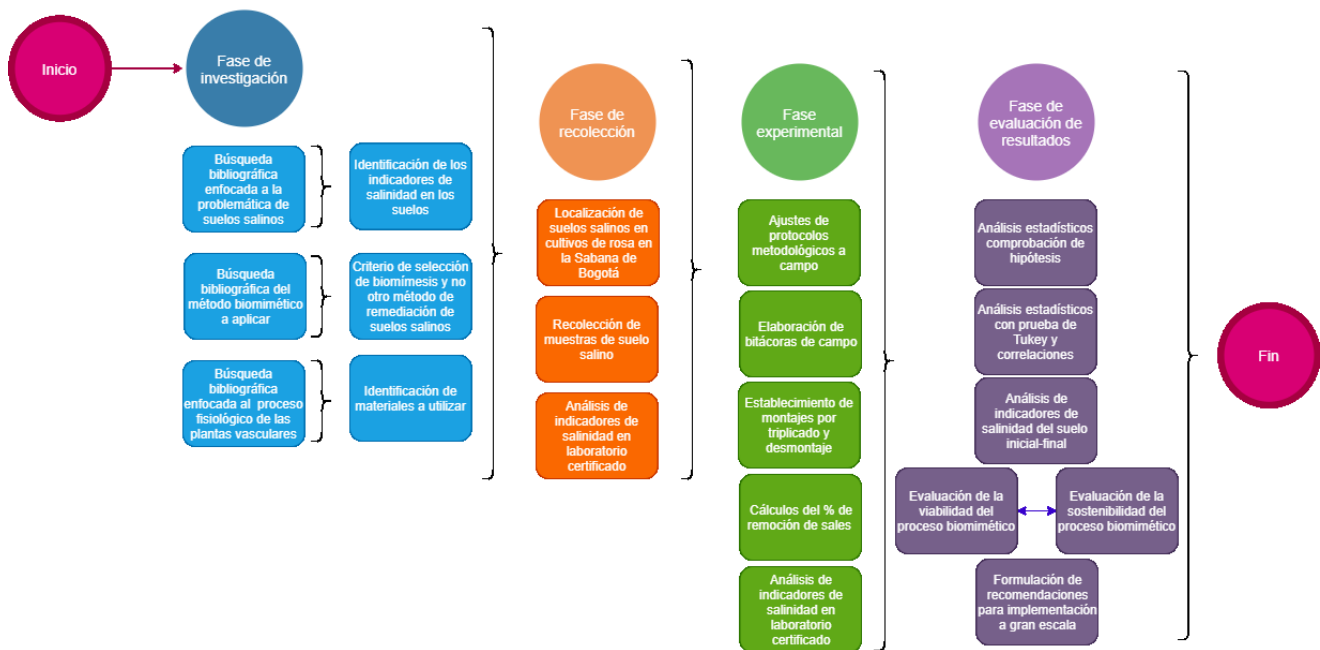 Inicio
Fase de
investigación
Búsqueda
bibliográfica
enfocada a la
problemática de
suelos salinos
Identificación de los
indicadores de
salinidad en los
suelos
Búsqueda
bibliográfica del
método biomimético
a aplicar
Criterio de selección
de biomímesis y no
otro método de
remediación de
suelos salinos
Búsqueda
bibliográfica
enfocada al proceso
fisiológico de las
plantas vasculares
Identificación de
materiales a utilizar
Fase de
recolección
Localización de
suelos salinos en
cultivos de rosa en
la Sabana de
Bogotá
Recolección de
muestras de suelo
salino
Análisis de
indicadores de
salinidad en
laboratorio
certificado
Fase
experimental
Ajustes de
protocolos
metodológicos a
campo
Elaboración de
bitácoras de campo
Establecimiento de
montajes por
triplicado y
desmontaje
Cálculos del % de
remoción de sales
Análisis de
indicadores de
salinidad en
laboratorio
certificado
Fase de
evaluación de
resultados
Análisis estadísticos
comprobación de
hipótesis
Análisis estadísticos
con prueba de
Tukey y
correlaciones
Análisis de
indicadores de
salinidad del suelo
inicial-final
Evaluación de la
viabilidad del
proceso biomimético
Evaluación de la
sostenibilidad del
proceso biomimético
Formulación de
recomendaciones
para implementación
a gran escala
Fin